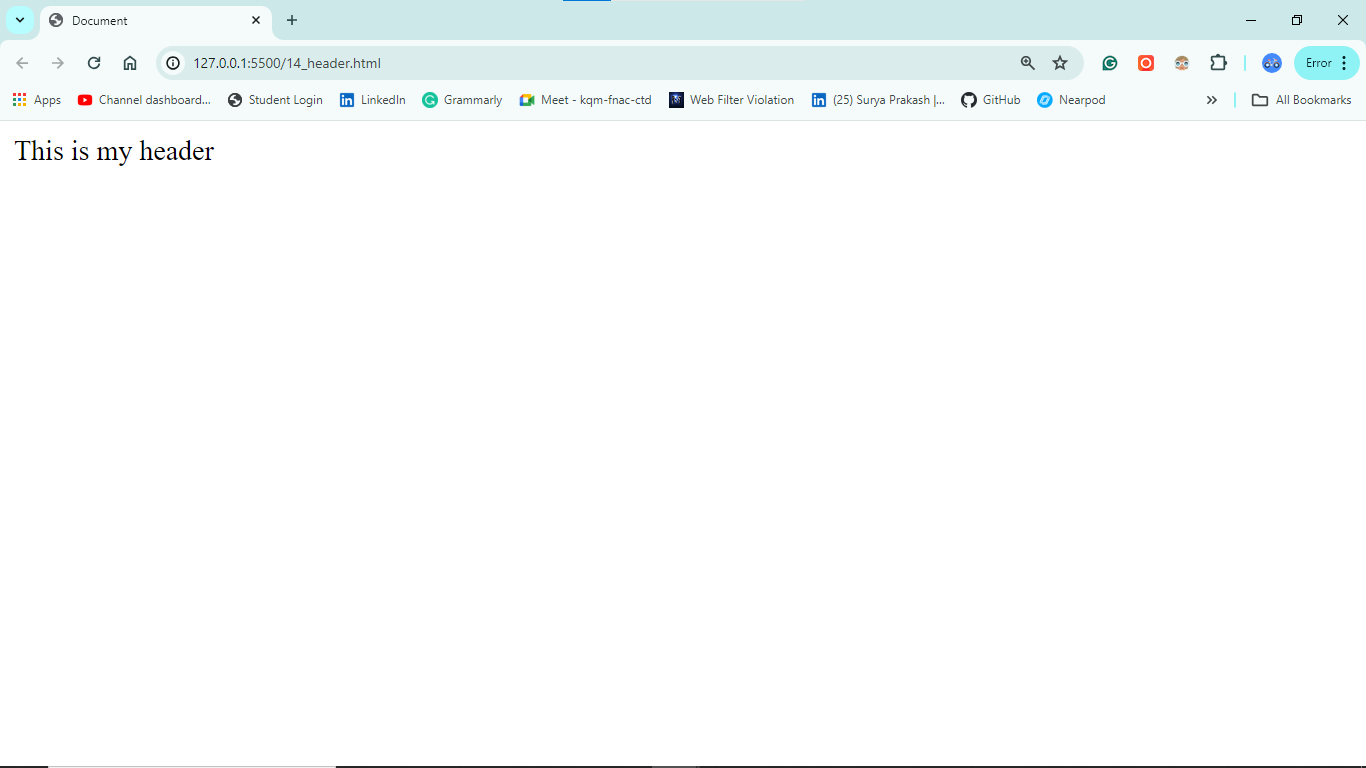 Document
127.0.0.1:5500/14_header.html
Error
Apps Channel dashboard... Student Login LinkedIn Grammarly Meet - kqm-fnac-ctd Web Filter Violation (25) Surya Prakash |... GitHub Nearpod All Bookmarks
This is my header